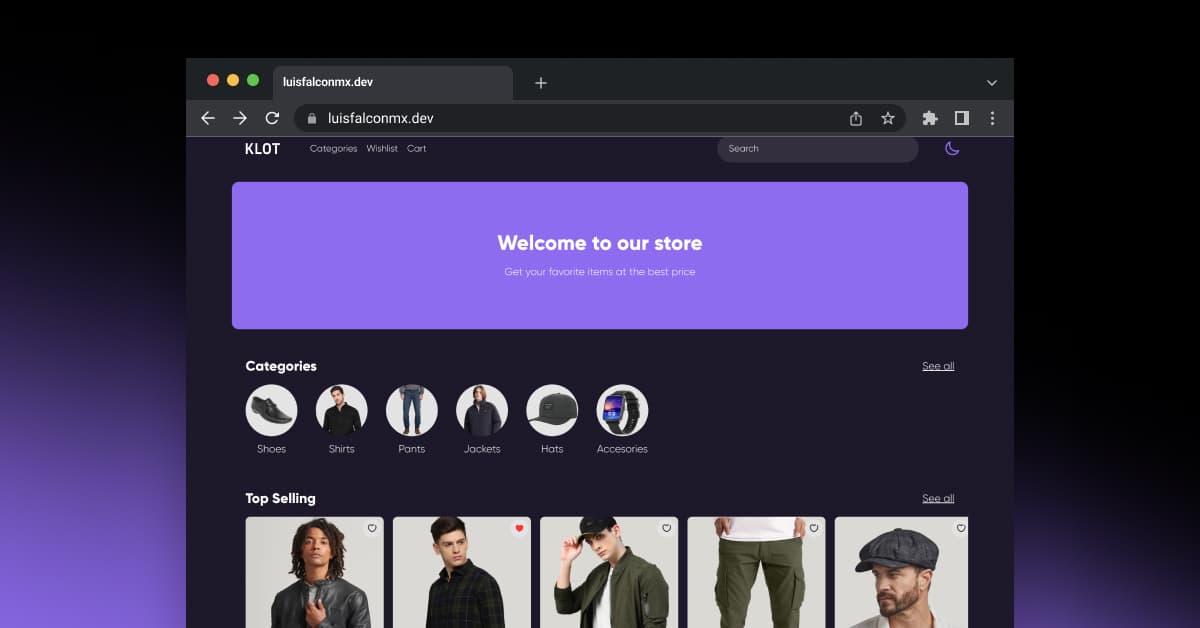 luisfalconmx.dev
luisfalconmx.dev
KLOT Categories Wishlist Cart Search
Welcome to our store
Get your favorite items at the best price
Categories See all
Shoes Shirts Pants Jackets Hats Accesories
Top Selling See all